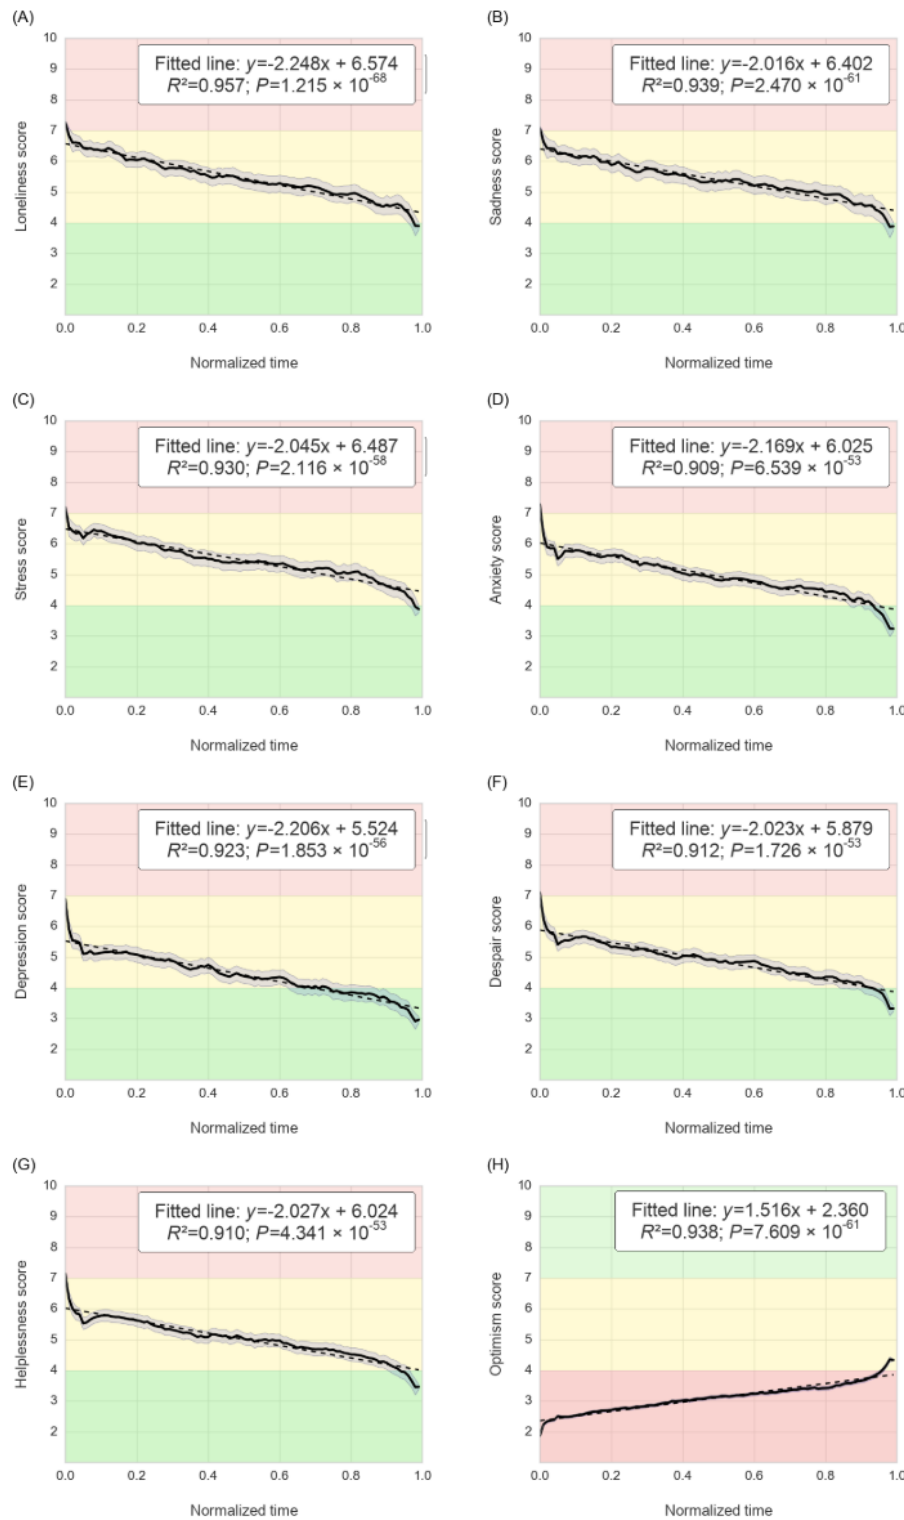 (A)
Fitted line: y=-2.248x + 6.574
R²=0.957; P=1.215 × 10⁻⁶⁸
10
9
8
7
6
5
4
3
2
Loneliness score
0.0 0.2 0.4 0.6 0.8 1.0
Normalized time
(B)
Fitted line: y=-2.016x + 6.402
R²=0.939; P=2.470 × 10⁻⁶¹
10
9
8
7
6
5
4
3
2
Sadness score
0.0 0.2 0.4 0.6 0.8 1.0
Normalized time
(C)
Fitted line: y=-2.045x + 6.487
R²=0.930; P=2.116 × 10⁻⁵⁸
10
9
8
7
6
5
4
3
2
Stress score
0.0 0.2 0.4 0.6 0.8 1.0
Normalized time
(D)
Fitted line: y=-2.169x + 6.025
R²=0.909; P=6.539 × 10⁻⁵³
10
9
8
7
6
5
4
3
2
Anxiety score
0.0 0.2 0.4 0.6 0.8 1.0
Normalized time
(E)
Fitted line: y=-2.206x + 5.524
R²=0.923; P=1.853 × 10⁻⁵⁶
10
9
8
7
6
5
4
3
2
Depression score
0.0 0.2 0.4 0.6 0.8 1.0
Normalized time
(F)
Fitted line: y=-2.023x + 5.879
R²=0.912; P=1.726 × 10⁻⁵³
10
9
8
7
6
5
4
3
2
Despair score
0.0 0.2 0.4 0.6 0.8 1.0
Normalized time
(G)
Fitted line: y=-2.027x + 6.024
R²=0.910; P=4.341 × 10⁻⁵³
10
9
8
7
6
5
4
3
2
Helplessness score
0.0 0.2 0.4 0.6 0.8 1.0
Normalized time
(H)
Fitted line: y=1.516x + 2.360
R²=0.938; P=7.609 × 10⁻⁶¹
10
9
8
7
6
5
4
3
2
Optimism score
0.0 0.2 0.4 0.6 0.8 1.0
Normalized time